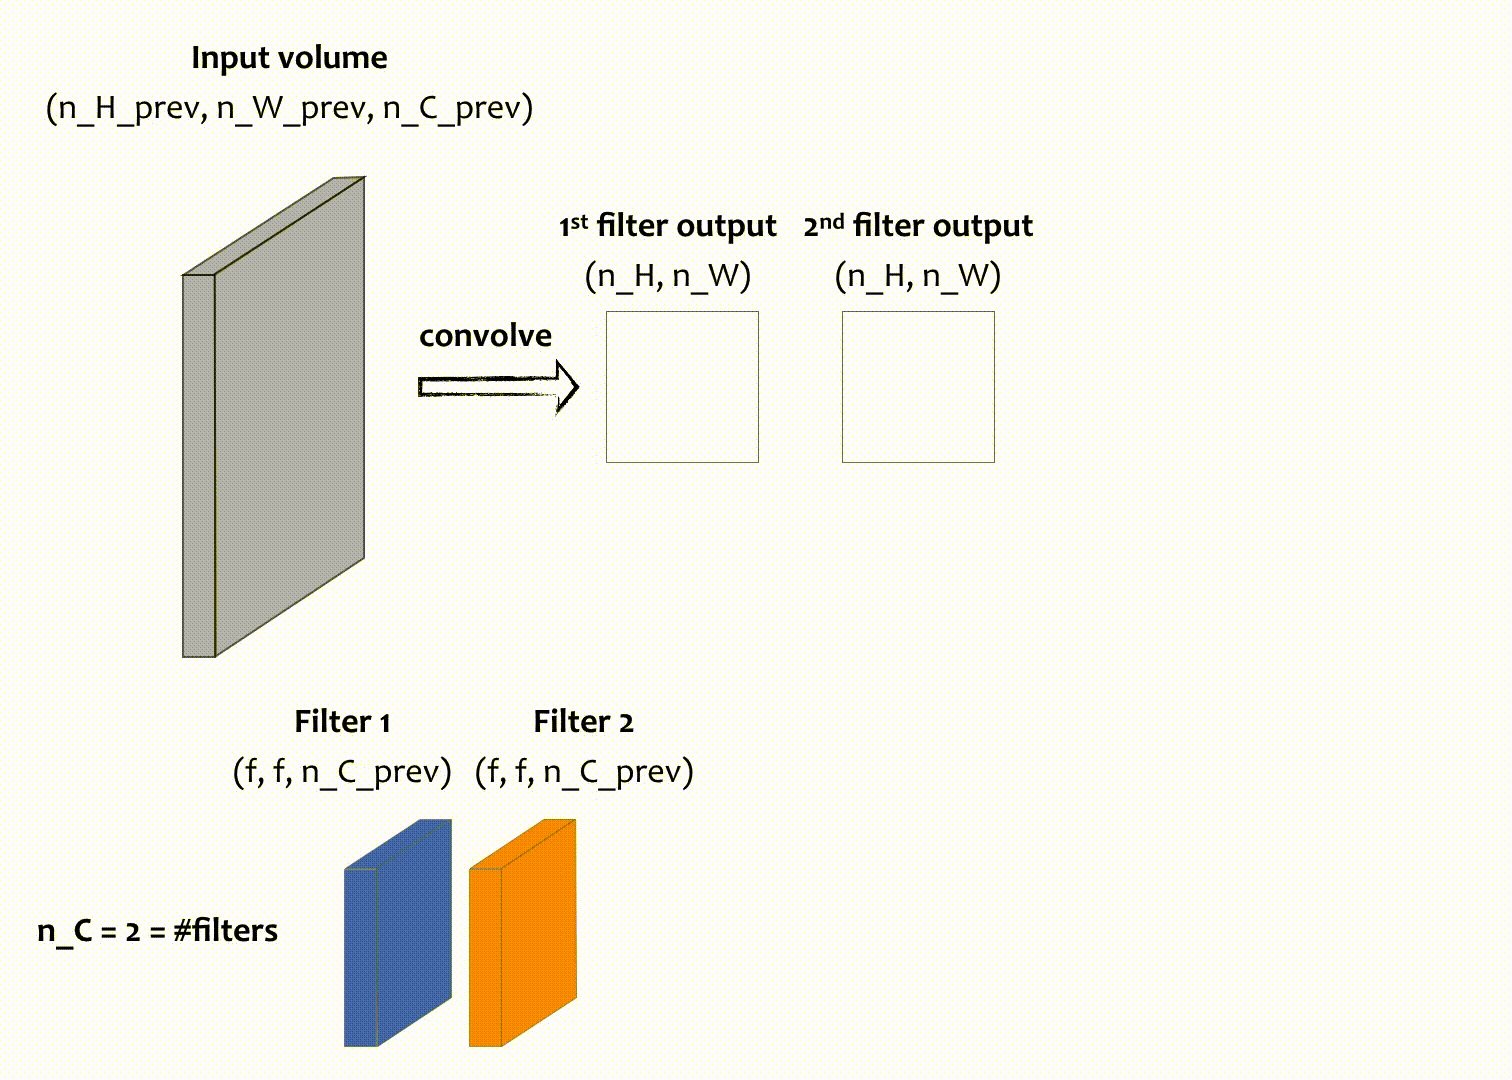 Input volume
(n_H_prev, n_W_prev, n_C_prev)
1st filter output 2nd filter output
(n_H, n_W) (n_H, n_W)
convolve
Filter 1 Filter 2
(f, f, n_C_prev) (f, f, n_C_prev)
n_C = 2 = #filters